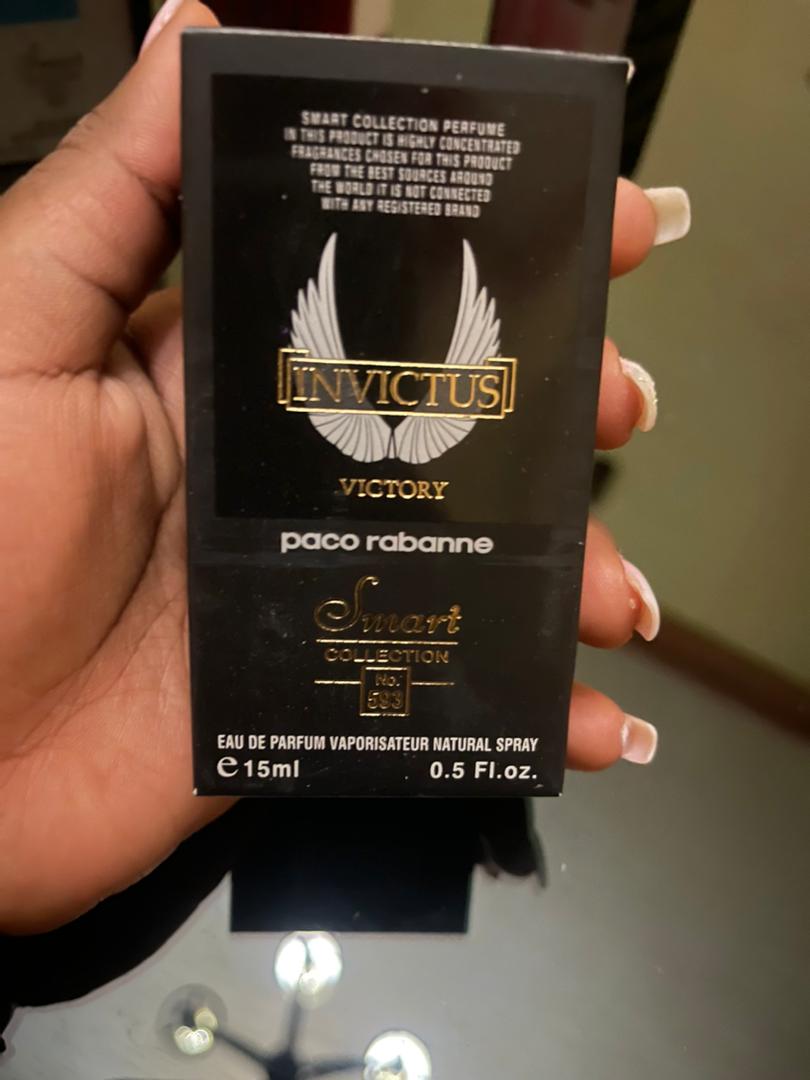 SMART COLLECTION PERFUME
IN THIS PRODUCT IS HIGHLY CONCENTRATED
FRAGRANCES CHOSEN FOR THIS PRODUCT
FROM THE BEST SOURCES AROUND
THE WORLD IT IS NOT CONNECTED
WITH ANY REGISTERED BRAND
INVICTUS
VICTORY
paco rabanne
Smart
COLLECTION
No.
593
EAU DE PARFUM VAPORISATEUR NATURAL SPRAY
e 15ml 0.5 Fl.oz.